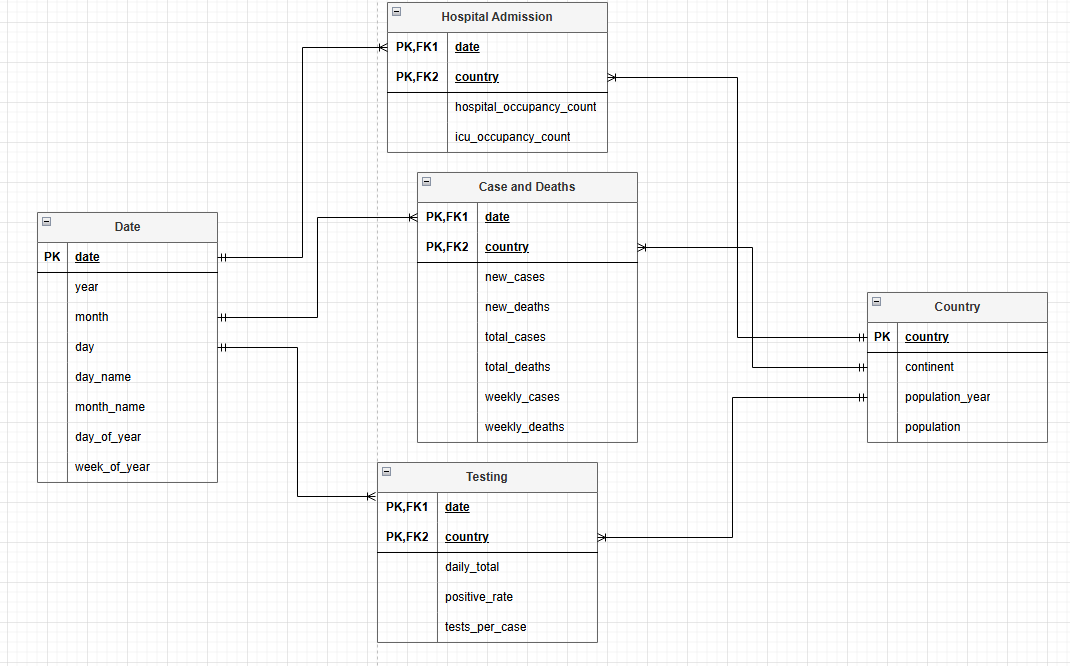 Hospital Admission
PK,FK1 date
PK,FK2 country
hospital_occupancy_count
icu_occupancy_count
Case and Deaths
PK,FK1 date
PK,FK2 country
new_cases
new_deaths
total_cases
total_deaths
weekly_cases
weekly_deaths
Date
PK date
year
month
day
day_name
month_name
day_of_year
week_of_year
Country
PK country
continent
population_year
population
Testing
PK,FK1 date
PK,FK2 country
daily_total
positive_rate
tests_per_case